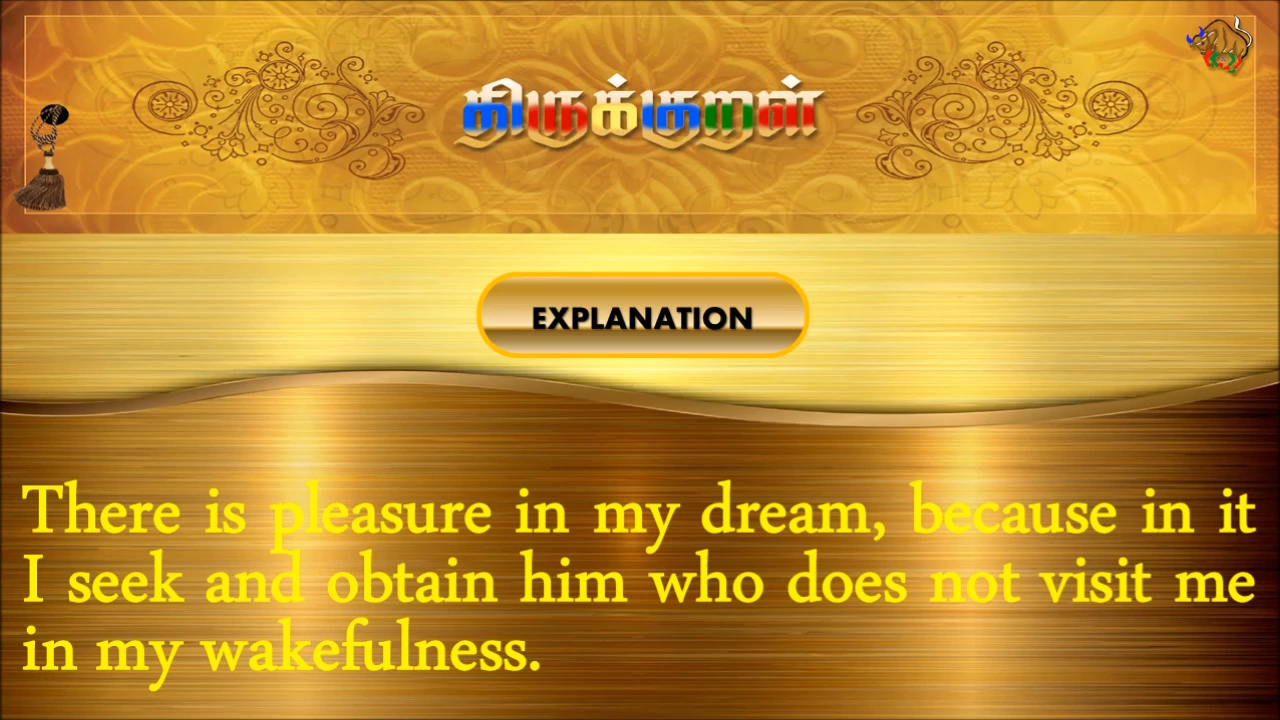 திருக்குறள்
EXPLANATION
There is pleasure in my dream, because in it
I seek and obtain him who does not visit me
in my wakefulness.